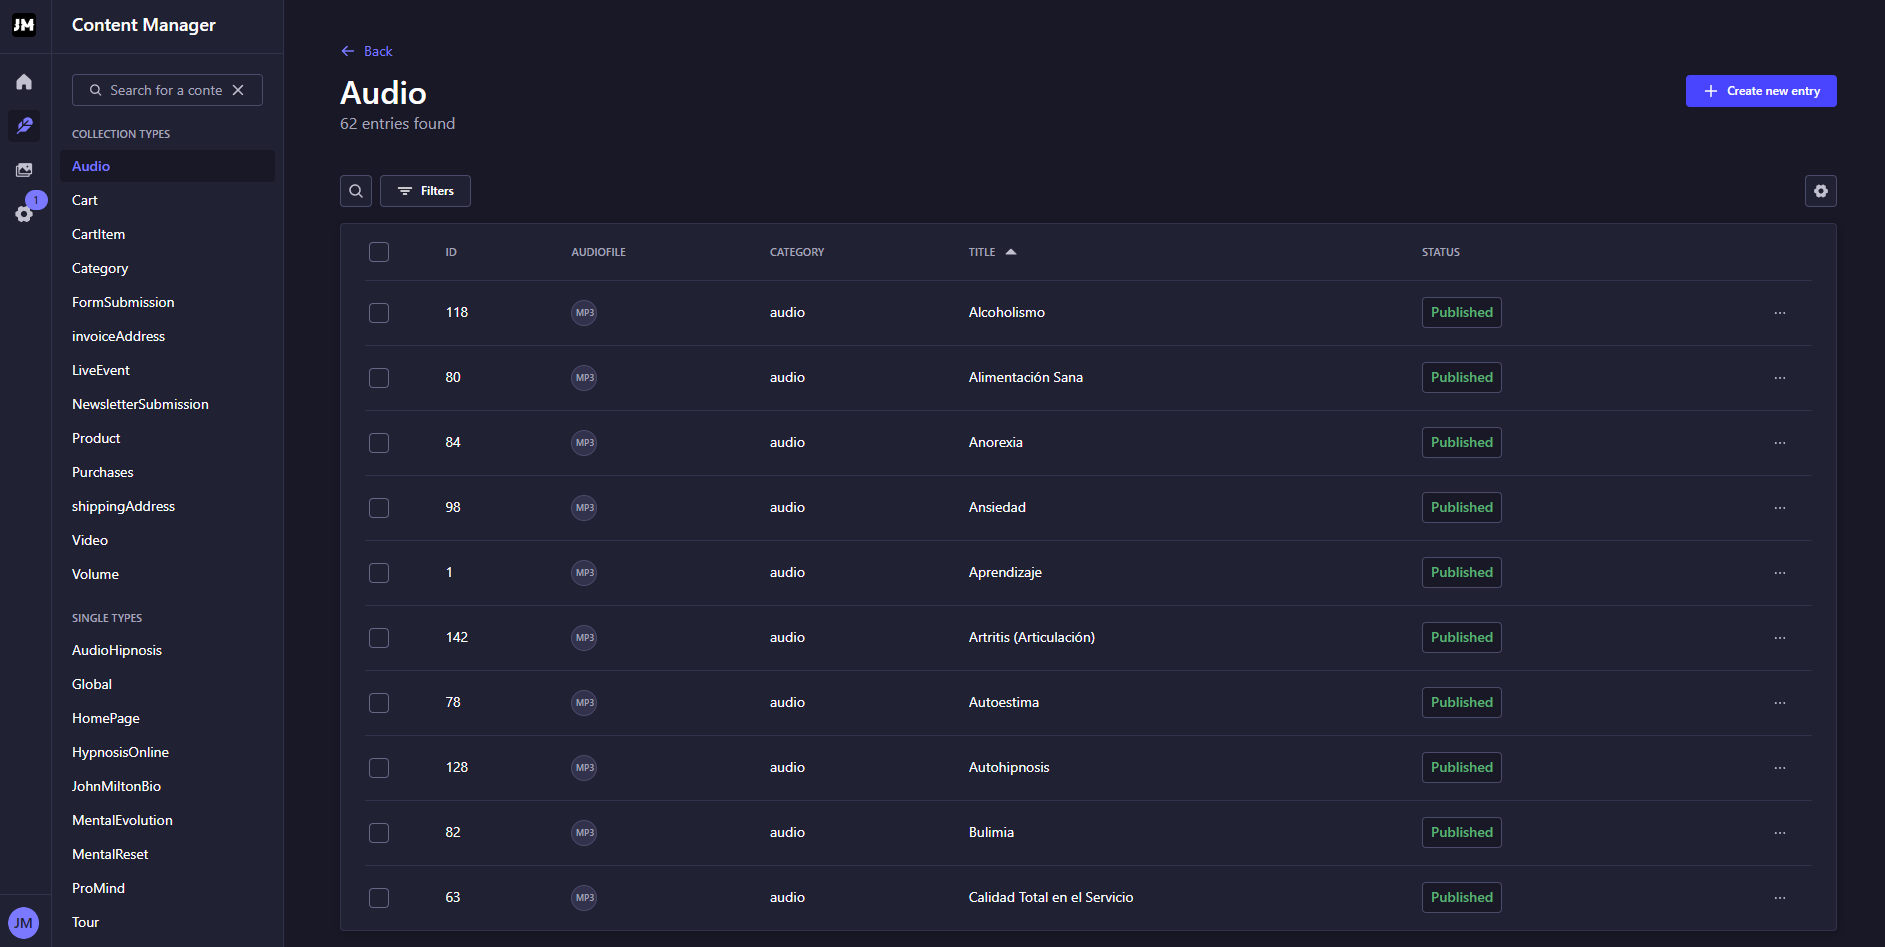 JM
Content Manager
Search for a conte
COLLECTION TYPES
Audio
Cart
CartItem
Category
FormSubmission
invoiceAddress
LiveEvent
NewsletterSubmission
Product
Purchases
shippingAddress
Video
Volume
SINGLE TYPES
AudioHipnosis
Global
HomePage
HypnosisOnline
JohnMiltonBio
MentalEvolution
MentalReset
ProMind
Tour
1
JM
Back
Audio
62 entries found
Create new entry
Filters
ID AUDIOFILE CATEGORY TITLE STATUS
118 MP3 audio Alcoholismo Published
80 MP3 audio Alimentación Sana Published
84 MP3 audio Anorexia Published
98 MP3 audio Ansiedad Published
1 MP3 audio Aprendizaje Published
142 MP3 audio Artritis (Articulación) Published
78 MP3 audio Autoestima Published
128 MP3 audio Autohipnosis Published
82 MP3 audio Bulimia Published
63 MP3 audio Calidad Total en el Servicio Published